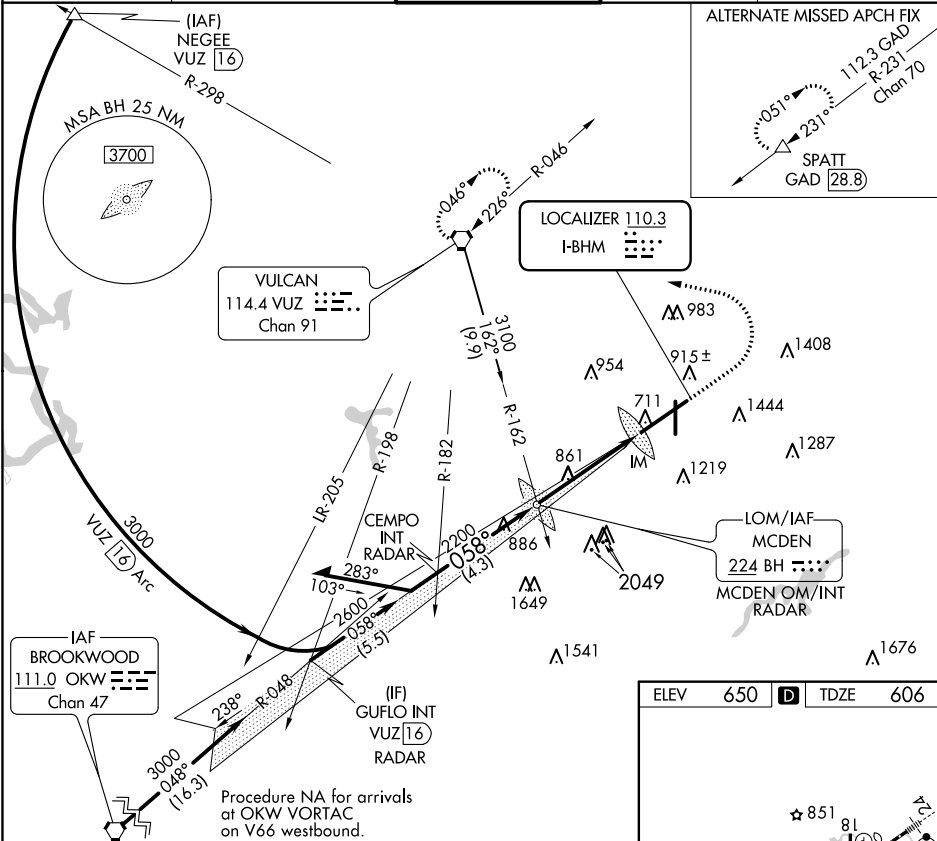 (IAF)
NEGEE
VUZ 16
R-298
MSA BH 25 NM
3700
ALTERNATE MISSED APCH FIX
112.3 GAD
R-231
Chan 70
051°
231°
SPATT
GAD 28.8
046°
226°
R-046
LOCALIZER 110.3
I-BHM
VULCAN
114.4 VUZ
Chan 91
3100
162°
(9.9)
R-162
983
954
915±
1408
711
1444
1287
1219
861
IM
LR-205
R-198
R-182
CEMPO
INT
RADAR
886
2200
058°
(4.3)
2049
1649
LOM/IAF
MCDEN
224 BH
MCDEN OM/INT
RADAR
283°
103°
2600
058°
(5.5)
3000
VUZ 16 Arc
1541
1676
IAF
BROOKWOOD
111.0 OKW
Chan 47
238°
R-048
(IF)
GUFLO INT
VUZ 16
RADAR
3000
048°
(16.3)
Procedure NA for arrivals
at OKW VORTAC
on V66 westbound.
ELEV 650 D TDZE 606
851
18
24